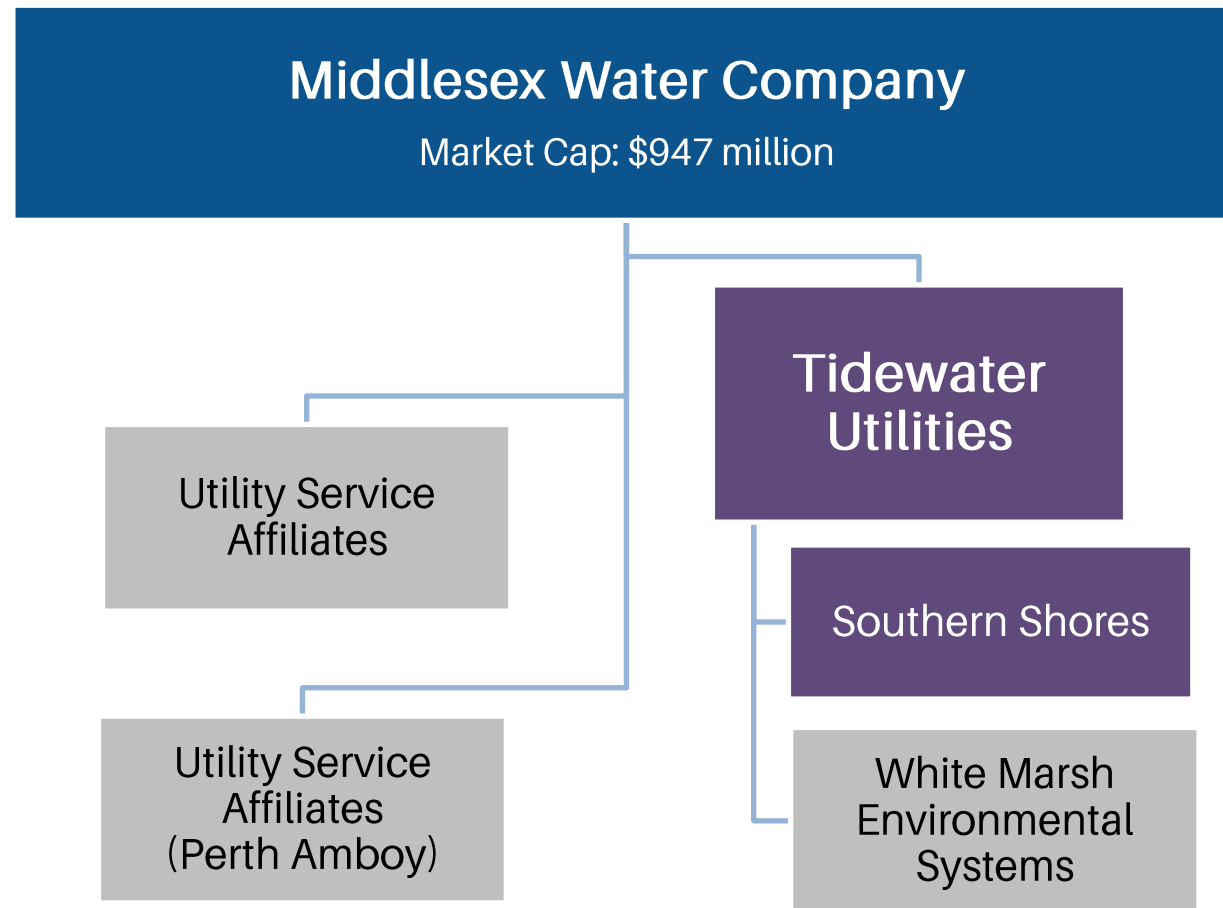 Middlesex Water Company
Market Cap: $947 million
Tidewater
Utilities
Utility Service
Affiliates
Southern Shores
Utility Service
Affiliates
(Perth Amboy)
White Marsh
Environmental
Systems